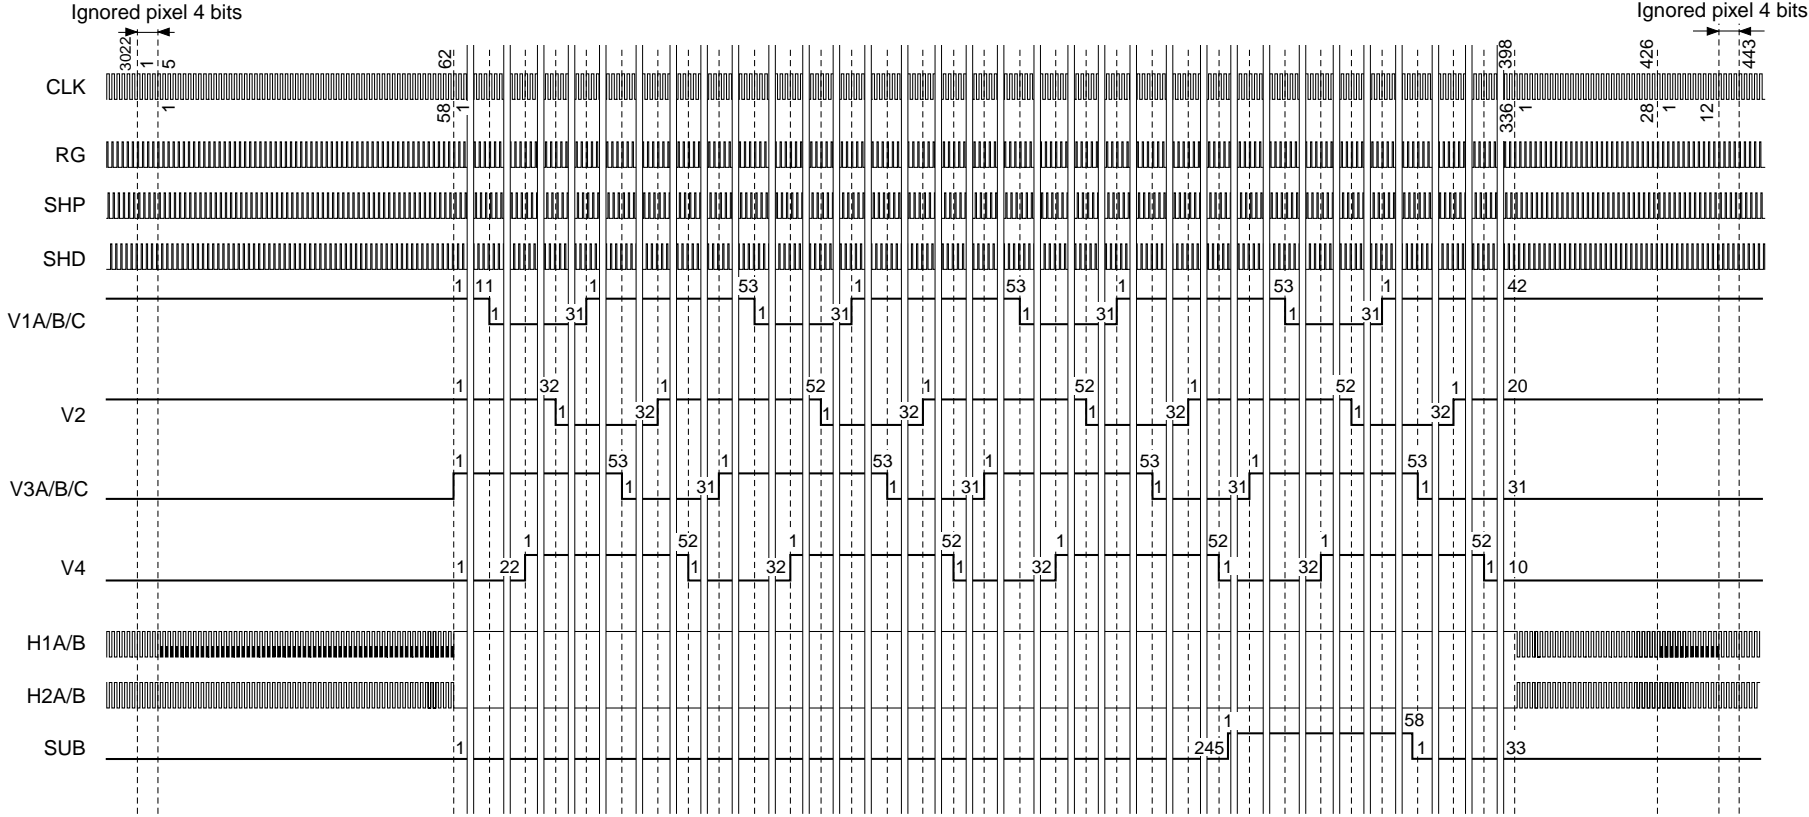 Ignored pixel 4 bits
Ignored pixel 4 bits
3022 1 5 62 398 426 443
CLK
1 58 1 336 1 28 1 12
RG
SHP
SHD
1 11 1 53 1 53 1 53 1 42
V1A/B/C
1 31 1 31 1 31 1 31
1 32 1 52 1 52 1 52 1 20
V2
1 32 1 32 1 32 1 32
1 53 1 53 1 53 1 53
V3A/B/C
1 31 1 31 1 31 1 31
1 52 1 52 1 52 1 52
V4
1 22 1 32 1 32 1 32 1 10
H1A/B
H2A/B
1 58
SUB
1 245 1 33